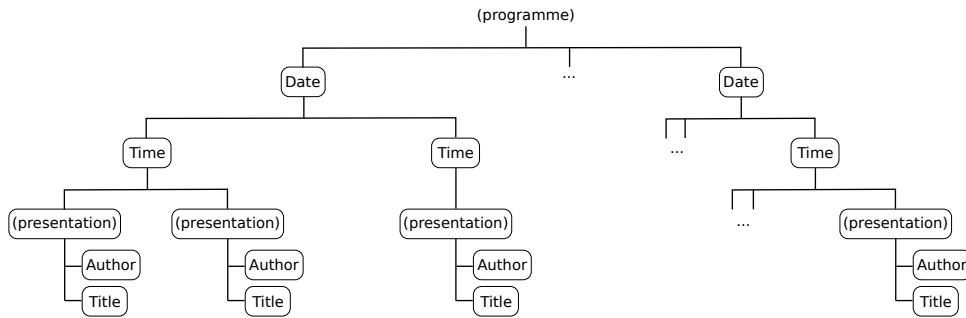 (programme)
Date ... Date
Time Time ... Time
(presentation) (presentation) (presentation) ... (presentation)
Author Author Author Author
Title Title Title Title